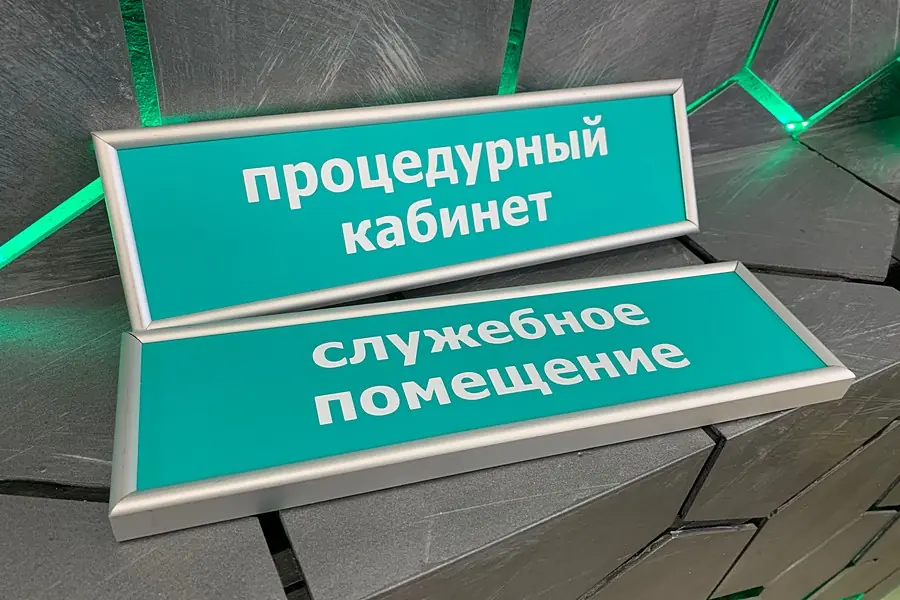 процедурный
кабинет
служебное
помещение